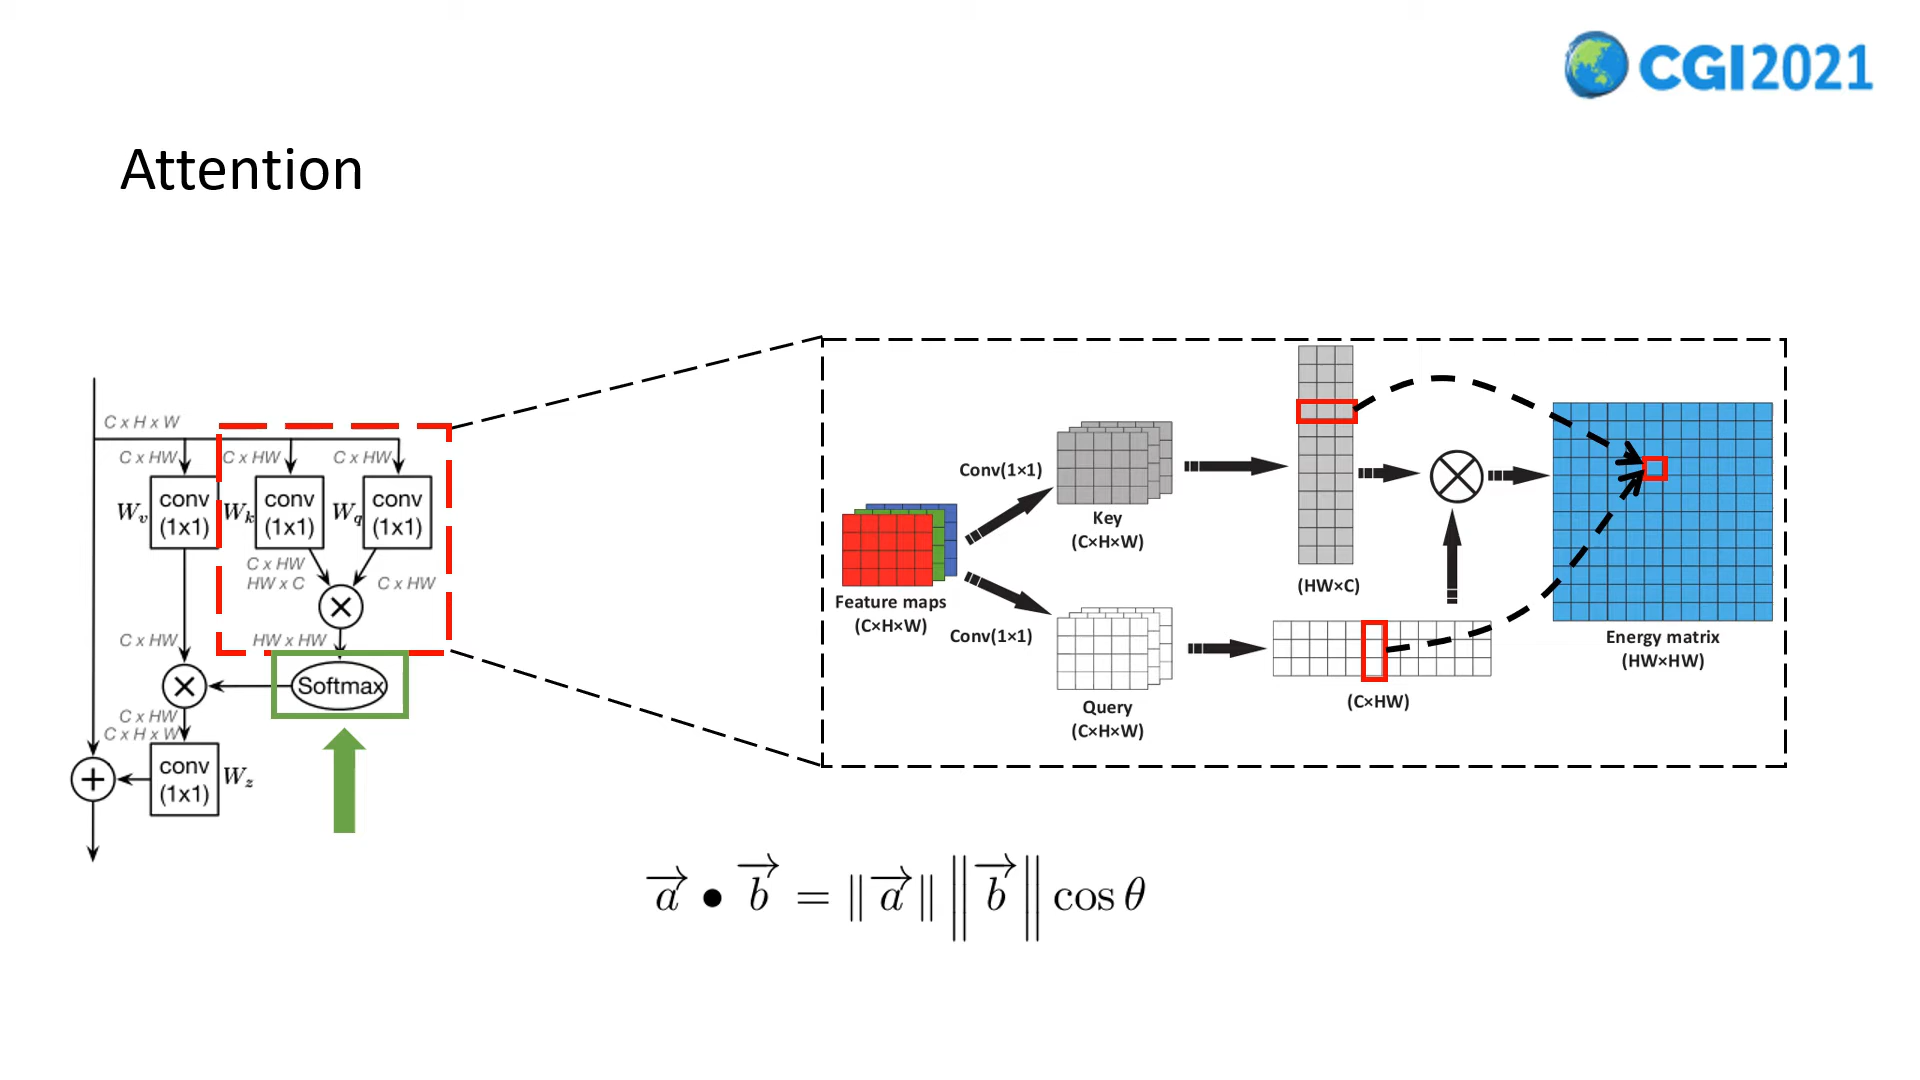 CGI2021
Attention
C x H x W
C x HW
C x HW
C x HW
W_v
conv
(1x1)
W_k
conv
(1x1)
W_q
conv
(1x1)
C x HW
HW x C
C x HW
C x HW
HW x HW
Softmax
C x HW
C x H x W
conv
(1x1)
W_z
Feature maps
(C×H×W)
Conv(1×1)
Conv(1×1)
Key
(C×H×W)
Query
(C×H×W)
(HW×C)
(C×HW)
Energy matrix
(HW×HW)
a • b = ‖a‖ ‖b‖ cos θ